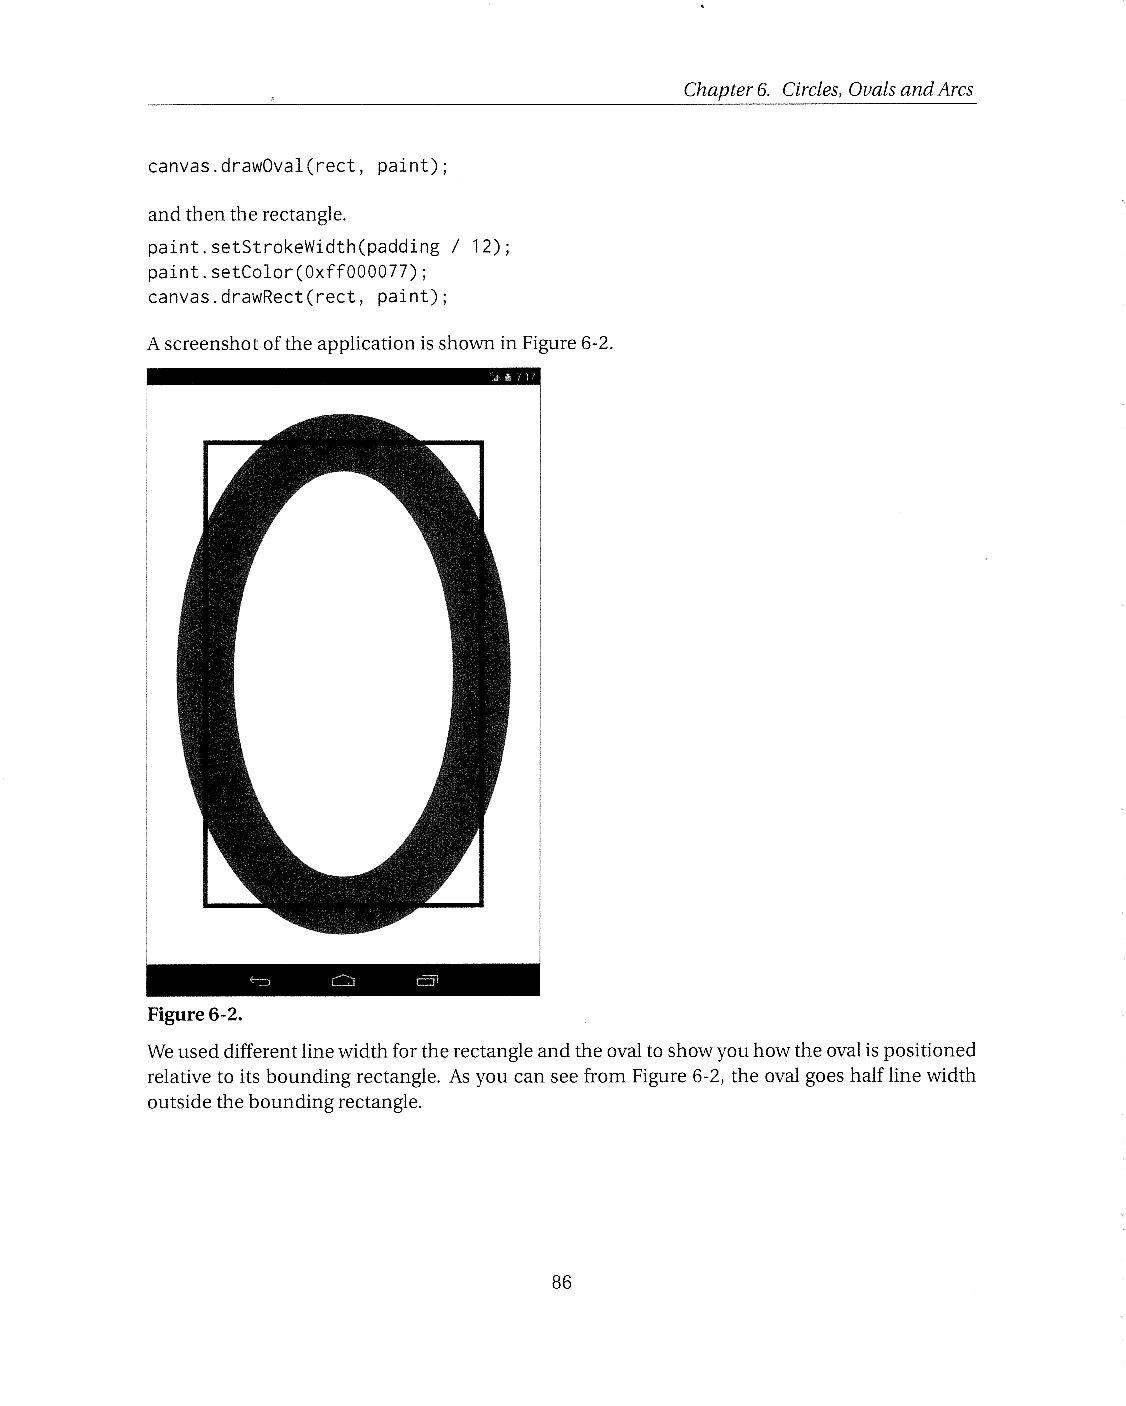 Chapter 6. Circles, Ovals and Arcs
canvas.drawOval(rect, paint);
and then the rectangle.
paint.setStrokeWidth(padding / 12);
paint.setColor(0xff000077);
canvas.drawRect(rect, paint);
A screenshot of the application is shown in Figure 6-2.
Figure 6-2.
We used different line width for the rectangle and the oval to show you how the oval is positioned
relative to its bounding rectangle. As you can see from Figure 6-2, the oval goes half line width
outside the bounding rectangle.
86